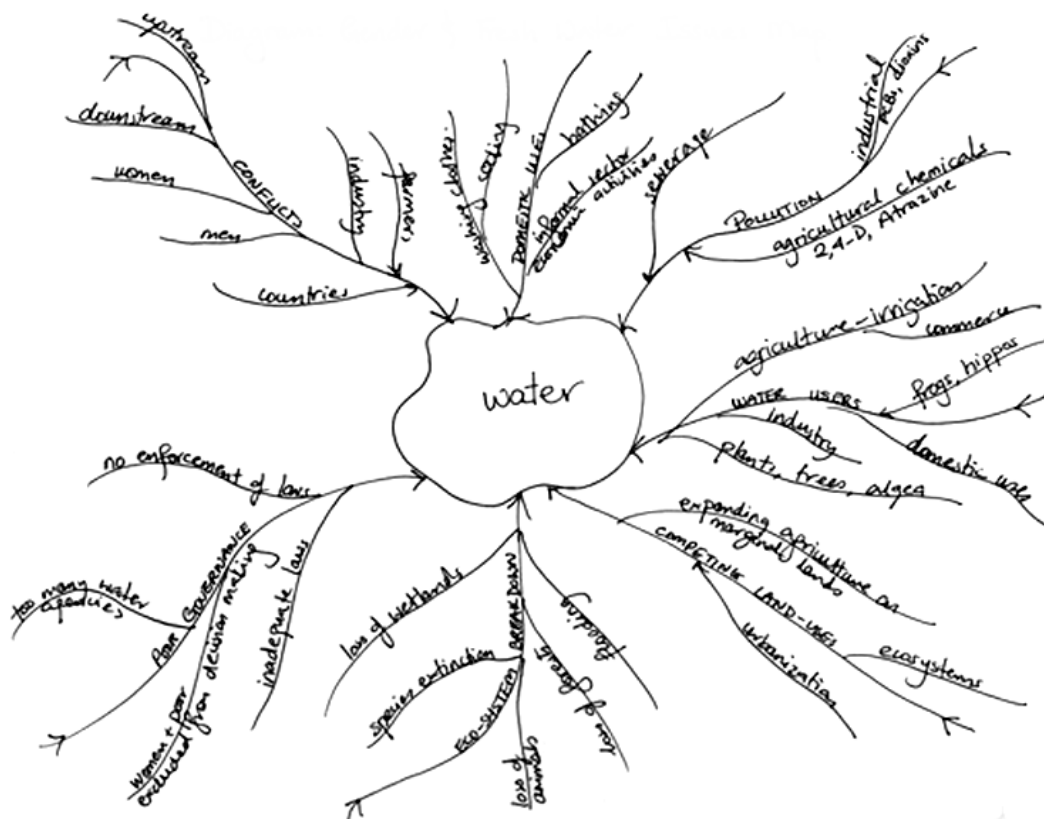 upstream
downstream
women
men
countries
CONFLICTS
industry
farmers
washing clothes
cooking
DOMESTIC USES
bathing
informal sector
economic activities
sewerage
POLLUTION
industrial
PCBs, dioxins
agricultural chemicals
2,4-D, Atrazine
water
agriculture-irrigation
commerce
WATER USERS
frogs, hippos
industry
domestic uses
plants, trees, algea
expanding agriculture on
marginal lands
COMPETING LAND-USES
ecosystems
urbanization
no enforcement of laws
POOR GOVERNANCE
too many water
agencies
women + poor
excluded from decision making
inadequate laws
loss of wetlands
species extinction
ECO-SYSTEM BREAKDOWN
flooding
loss of forests
loss of
animals